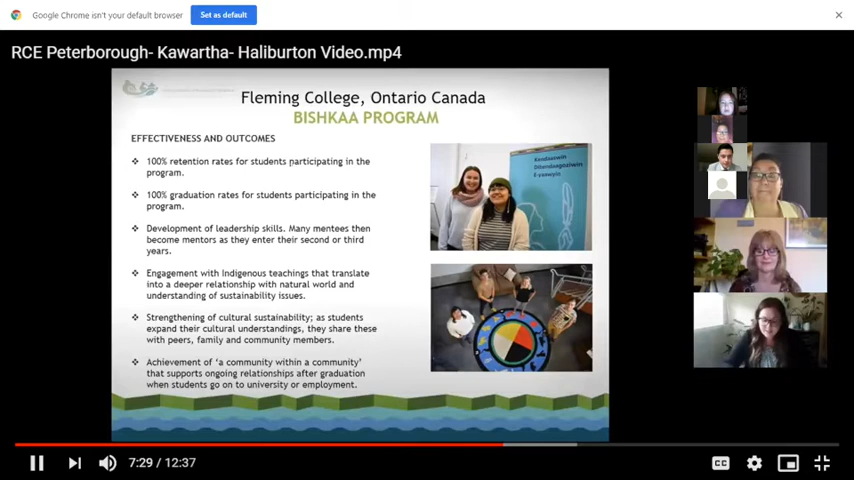 Google Chrome isn't your default browser
Set as default
RCE Peterborough- Kawartha- Haliburton Video.mp4
Fleming College, Ontario Canada
BISHKAA PROGRAM
EFFECTIVENESS AND OUTCOMES
❖ 100% retention rates for students participating in the
program.
❖ 100% graduation rates for students participating in the
program.
❖ Development of leadership skills. Many mentees then
become mentors as they enter their second or third
years.
❖ Engagement with Indigenous teachings that translate
into a deeper relationship with natural world and
understanding of sustainability issues.
❖ Strengthening of cultural sustainability; as students
expand their cultural understandings, they share these
with peers, family and community members.
❖ Achievement of 'a community within a community'
that supports ongoing relationships after graduation
when students go on to university or employment.
7:29 / 12:37
CC